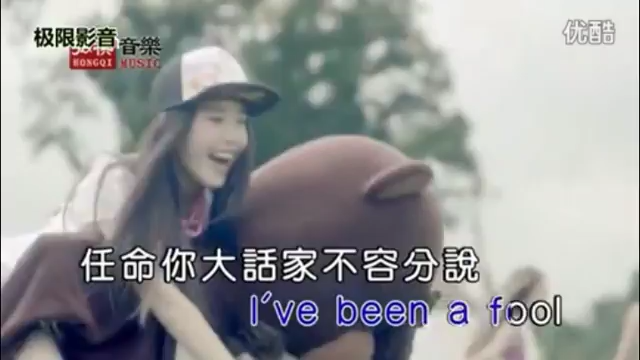 极限影音
音樂
HONGQI MUSIC
优酷
任命你大話家不容分說
I've been a fool